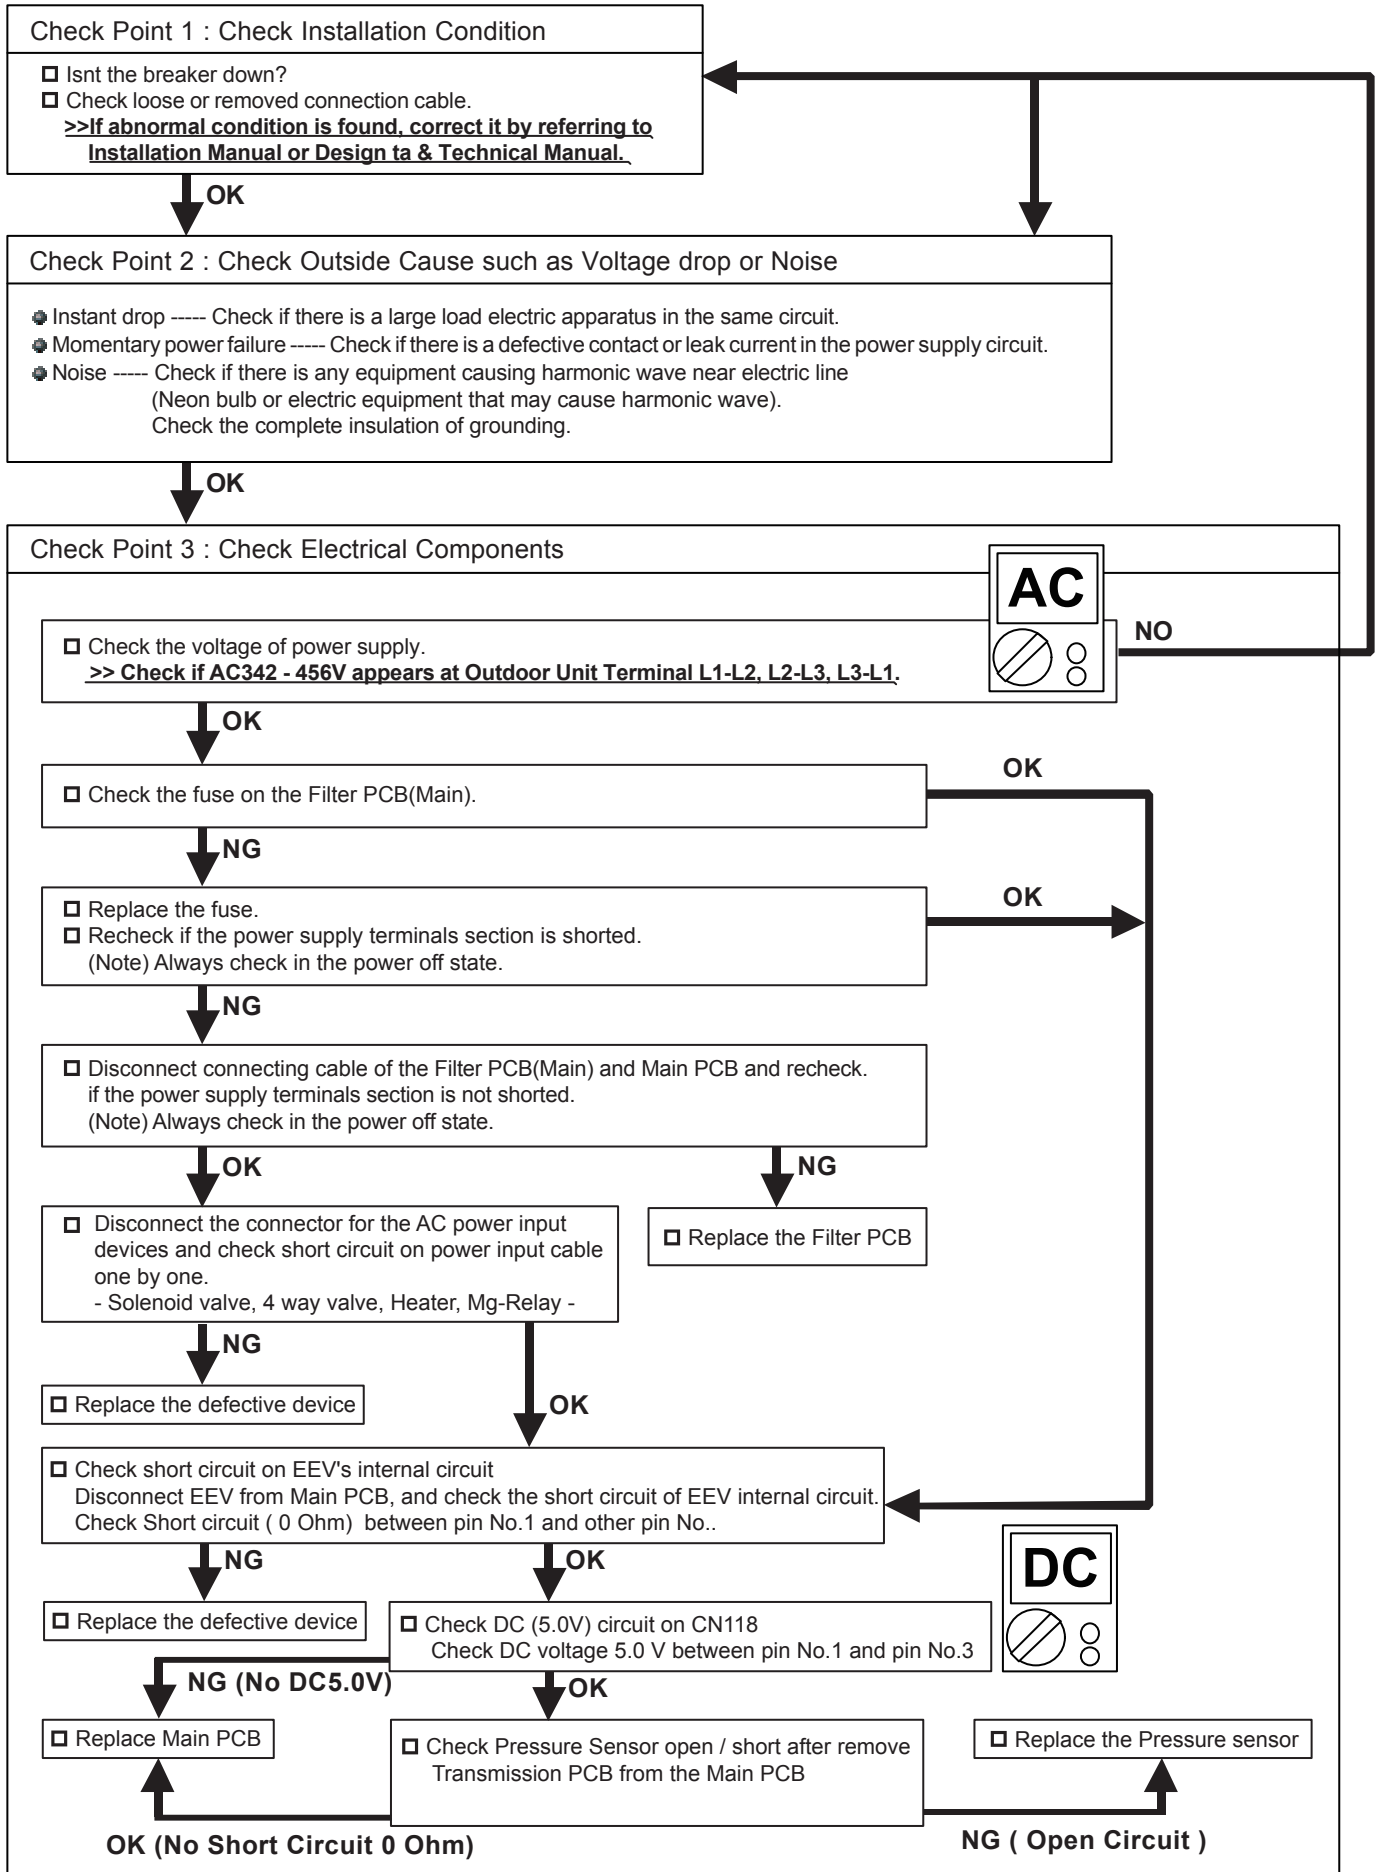 Check Point 1 : Check Installation Condition
Isnt the breaker down?
Check loose or removed connection cable.
>>If abnormal condition is found, correct it by referring to
Installation Manual or Design ta & Technical Manual.
OK
Check Point 2 : Check Outside Cause such as Voltage drop or Noise
Instant drop ----- Check if there is a large load electric apparatus in the same circuit.
Momentary power failure ----- Check if there is a defective contact or leak current in the power supply circuit.
Noise ----- Check if there is any equipment causing harmonic wave near electric line
(Neon bulb or electric equipment that may cause harmonic wave).
Check the complete insulation of grounding.
OK
Check Point 3 : Check Electrical Components
AC
Check the voltage of power supply.
>> Check if AC342 - 456V appears at Outdoor Unit Terminal L1-L2, L2-L3, L3-L1.
NO
OK
Check the fuse on the Filter PCB(Main).
OK
NG
Replace the fuse.
Recheck if the power supply terminals section is shorted.
(Note) Always check in the power off state.
OK
NG
Disconnect connecting cable of the Filter PCB(Main) and Main PCB and recheck.
if the power supply terminals section is not shorted.
(Note) Always check in the power off state.
OK
NG
Disconnect the connector for the AC power input
devices and check short circuit on power input cable
one by one.
- Solenoid valve, 4 way valve, Heater, Mg-Relay -
Replace the Filter PCB
NG
OK
Replace the defective device
Check short circuit on EEV's internal circuit
Disconnect EEV from Main PCB, and check the short circuit of EEV internal circuit.
Check Short circuit ( 0 Ohm) between pin No.1 and other pin No..
NG
OK
DC
Replace the defective device
Check DC (5.0V) circuit on CN118
Check DC voltage 5.0 V between pin No.1 and pin No.3
NG (No DC5.0V)
OK
Replace Main PCB
Check Pressure Sensor open / short after remove
Transmission PCB from the Main PCB
Replace the Pressure sensor
OK (No Short Circuit 0 Ohm)
NG ( Open Circuit )